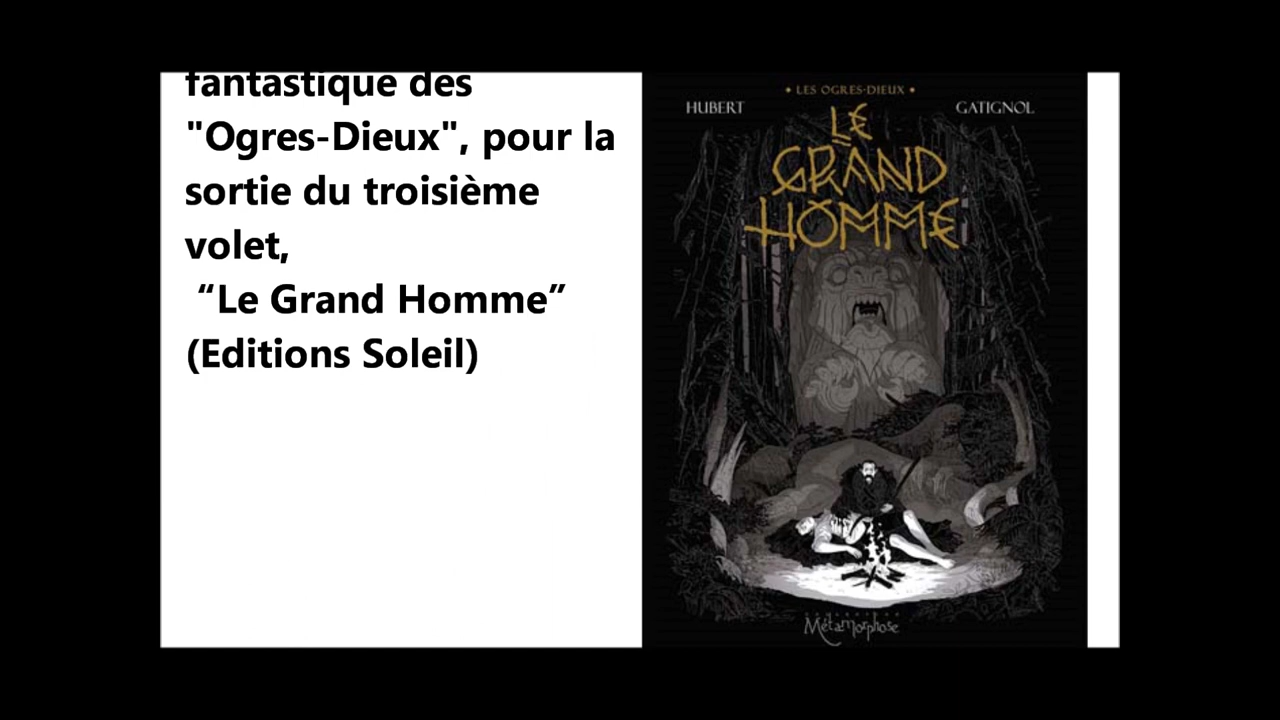 fantastique des
"Ogres-Dieux", pour la
sortie du troisième
volet,
“Le Grand Homme”
(Editions Soleil)
• LES OGRES-DIEUX •
HUBERT GATIGNOL
LE
GRAND
HOMME
Métamorphose